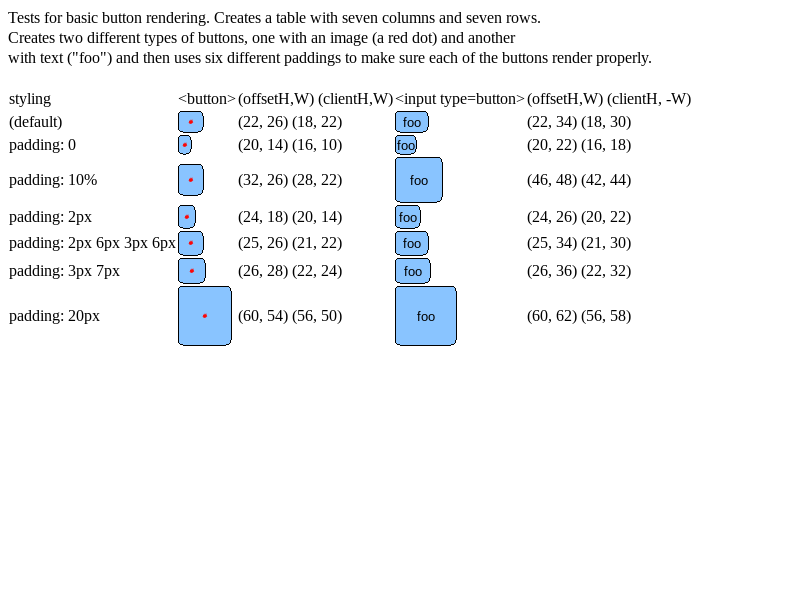 Tests for basic button rendering. Creates a table with seven columns and seven rows.
Creates two different types of buttons, one with an image (a red dot) and another
with text ("foo") and then uses six different paddings to make sure each of the buttons render properly.
styling <button> (offsetH,W) (clientH,W) <input type=button> (offsetH,W) (clientH, -W)
(default) (22, 26) (18, 22) foo (22, 34) (18, 30)
padding: 0 (20, 14) (16, 10) foo (20, 22) (16, 18)
padding: 10% (32, 26) (28, 22) foo (46, 48) (42, 44)
padding: 2px (24, 18) (20, 14) foo (24, 26) (20, 22)
padding: 2px 6px 3px 6px (25, 26) (21, 22) foo (25, 34) (21, 30)
padding: 3px 7px (26, 28) (22, 24) foo (26, 36) (22, 32)
padding: 20px (60, 54) (56, 50) foo (60, 62) (56, 58)